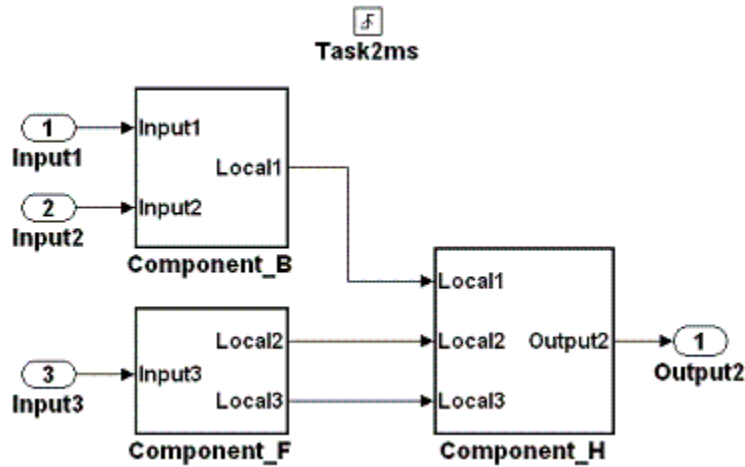 Task2ms
1
Input1
2
Input2
Input1
Input2
Local1
Component_B
3
Input3
Input3
Local2
Local3
Component_F
Local1
Local2
Local3
Output2
Component_H
1
Output2